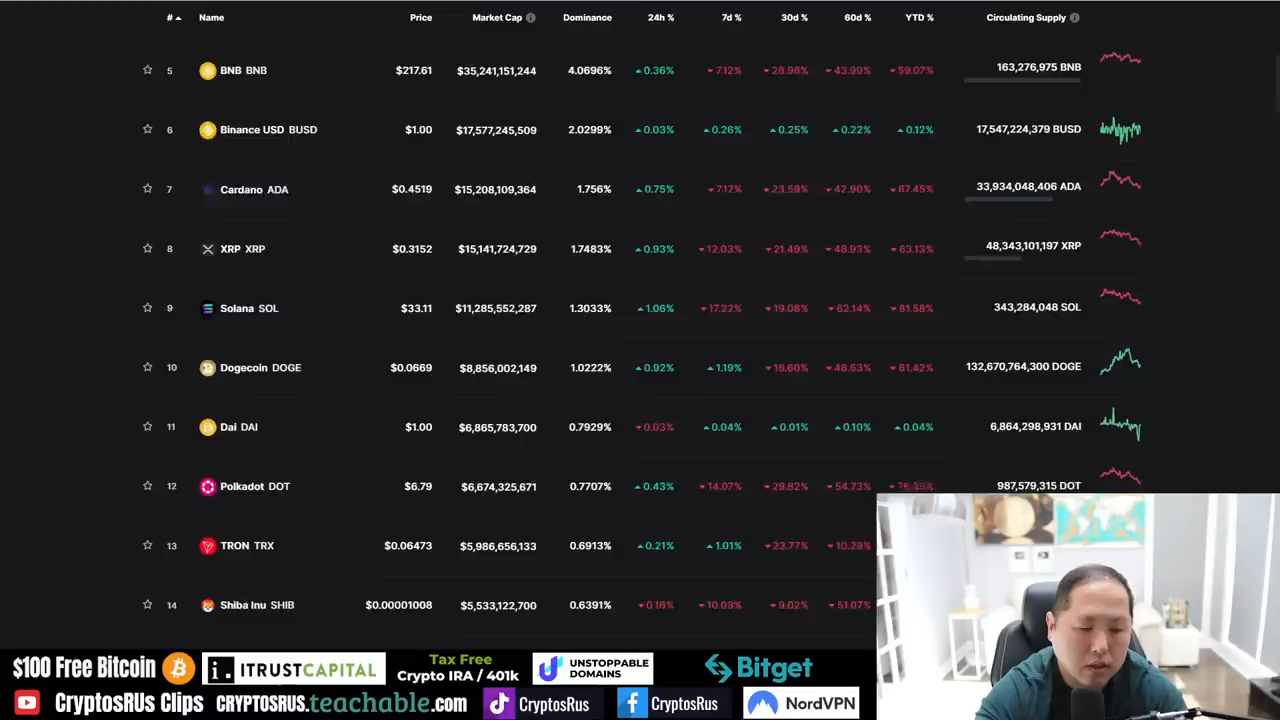 # Name Price Market Cap Dominance 24h % 7d % 30d % 60d % YTD % Circulating Supply
5 BNB BNB $217.61 $35,241,151,244 4.0696% 0.36% 7.12% 28.96% 43.99% 59.07% 163,276,975 BNB
6 Binance USD BUSD $1.00 $17,577,245,509 2.0299% 0.03% 0.26% 0.25% 0.22% 0.12% 17,547,224,379 BUSD
7 Cardano ADA $0.4519 $15,208,109,364 1.756% 0.75% 7.12% 23.59% 42.90% 67.45% 33,934,048,406 ADA
8 XRP XRP $0.3152 $15,141,724,729 1.7483% 0.93% 12.03% 21.49% 48.93% 63.13% 48,343,101,197 XRP
9 Solana SOL $33.11 $11,285,552,287 1.3033% 1.06% 17.22% 19.08% 62.14% 81.58% 343,284,048 SOL
10 Dogecoin DOGE $0.0669 $8,856,002,149 1.0222% 0.92% 1.19% 16.60% 48.63% 61.42% 132,670,764,300 DOGE
11 Dai DAI $1.00 $6,865,783,700 0.7929% 0.03% 0.04% 0.01% 0.10% 0.04% 6,864,298,931 DAI
12 Polkadot DOT $6.79 $6,674,325,671 0.7707% 0.43% 14.07% 29.82% 54.73% 987,579,315 DOT
13 TRON TRX $0.06473 $5,986,656,133 0.6913% 0.21% 1.01% 23.77% 10.29%
14 Shiba Inu SHIB $0.00001008 $5,533,122,700 0.6391% 0.16% 10.09% 9.02% 51.07%
$100 Free Bitcoin
i. ITRUSTCAPITAL
Tax Free
Crypto IRA / 401k
UNSTOPPABLE
DOMAINS
Bitget
CryptosRUs Clips
CRYPTOSRUS.teachable.com
CryptosRus
CryptosRus
NordVPN